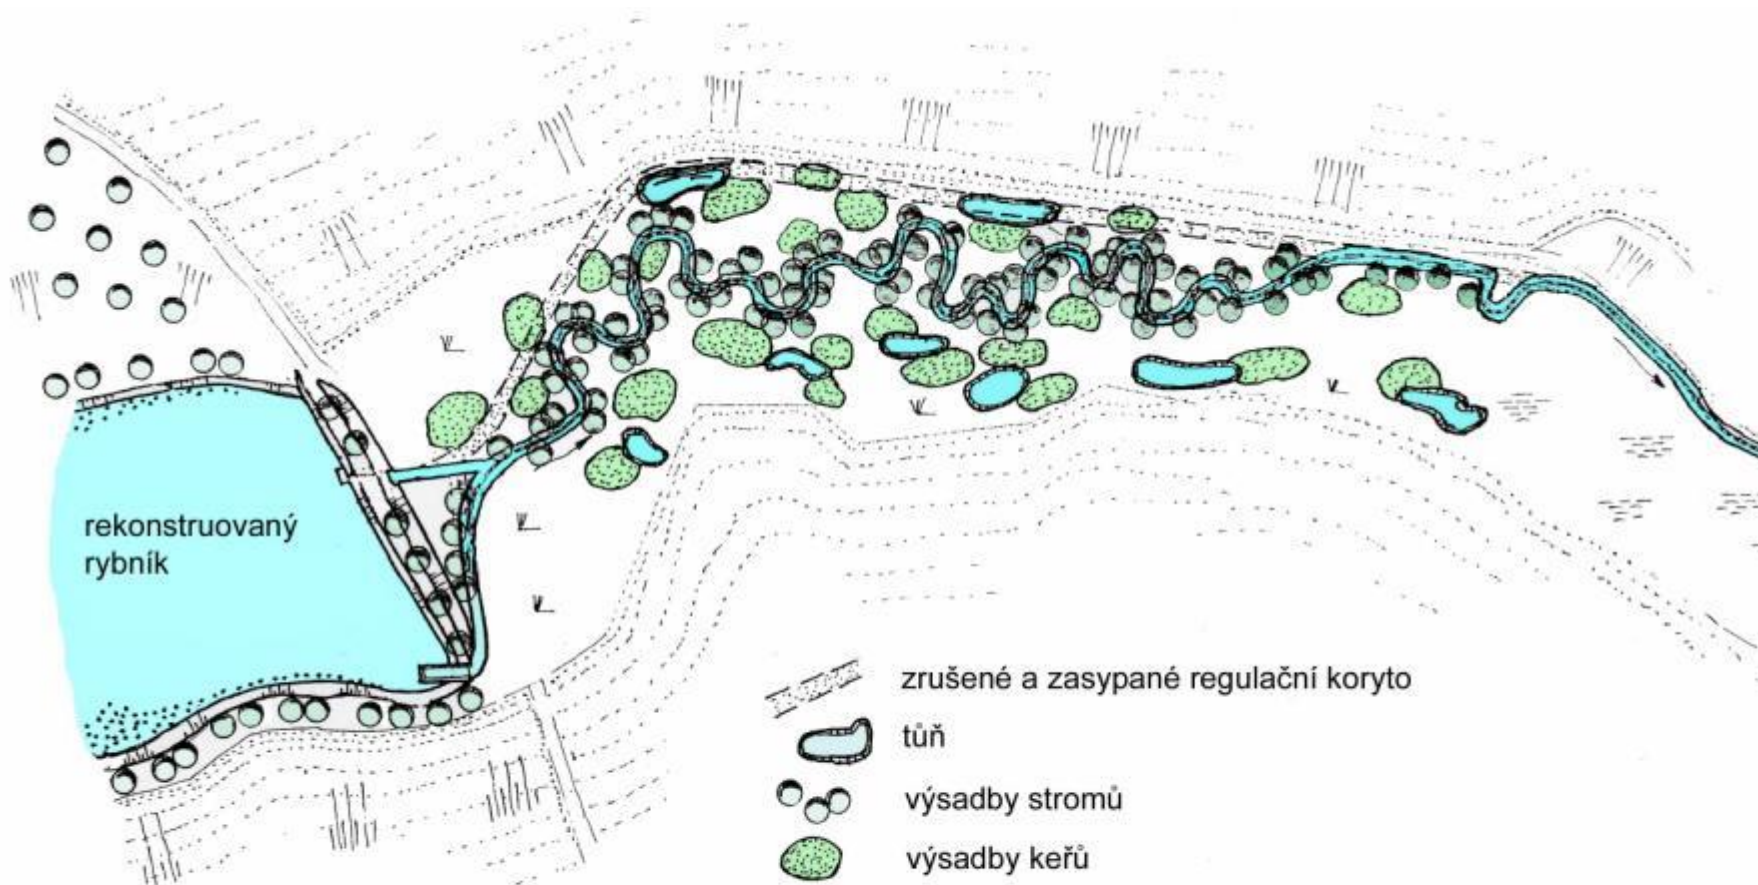 rekonstruovaný
rybník
zrušené a zasypané regulační koryto
tůň
výsadby stromů
výsadby keřů